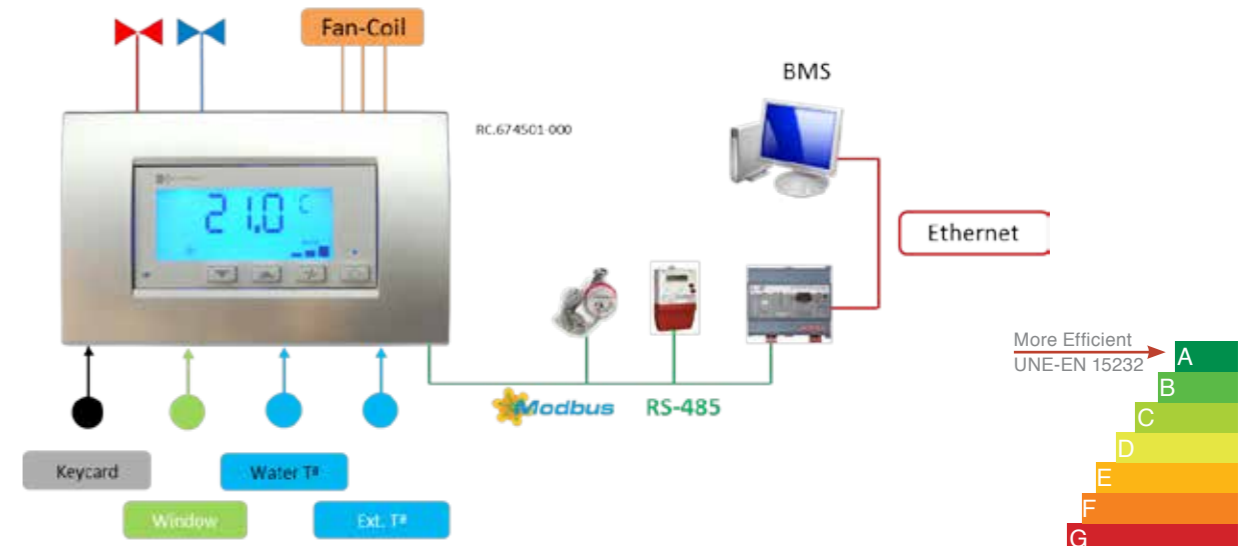 Fan-Coil
BMS
RC.674501-000
21.0 C
Ethernet
More Efficient
UNE-EN 15232
A
B
C
D
E
F
G
Modbus RS-485
Keycard
Water Tª
Window
Ext. Tª